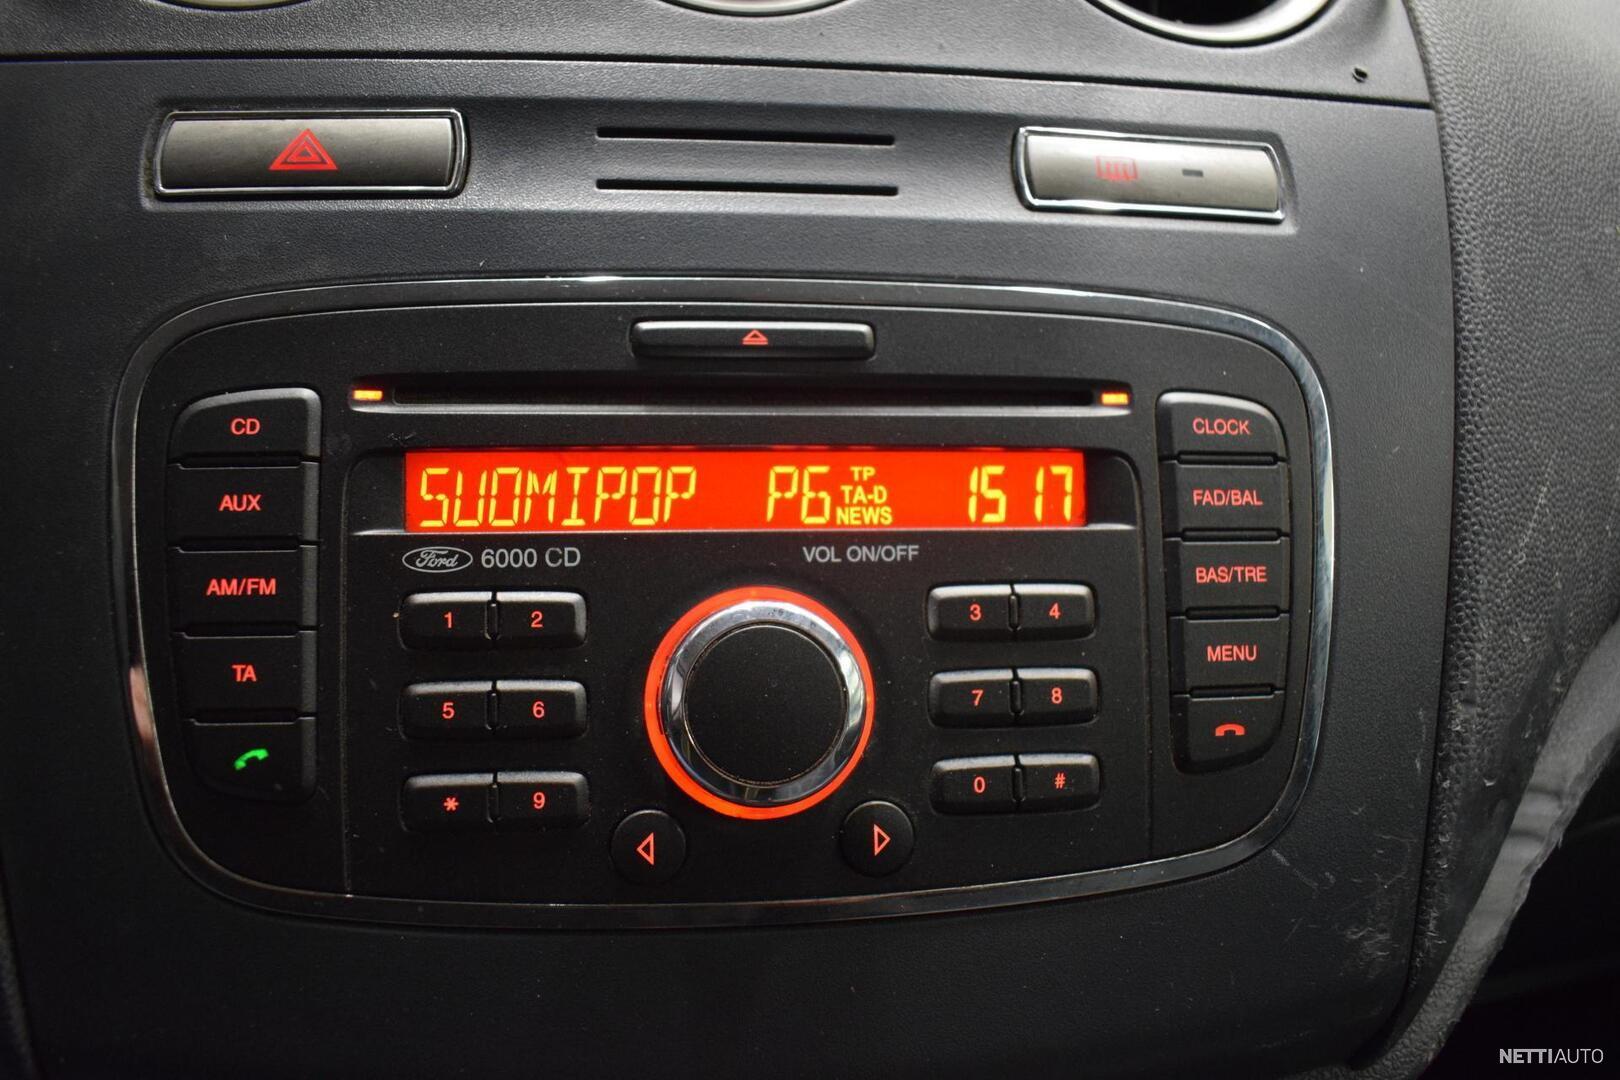 CD
CLOCK
SUOMIPOP P6 TP 15 17
TA-D
NEWS
AUX
FAD/BAL
Ford 6000 CD
VOL ON/OFF
AM/FM
BAS/TRE
1 2 3 4
TA
MENU
5 6 7 8
* 9 0 #
NETTIAUTO